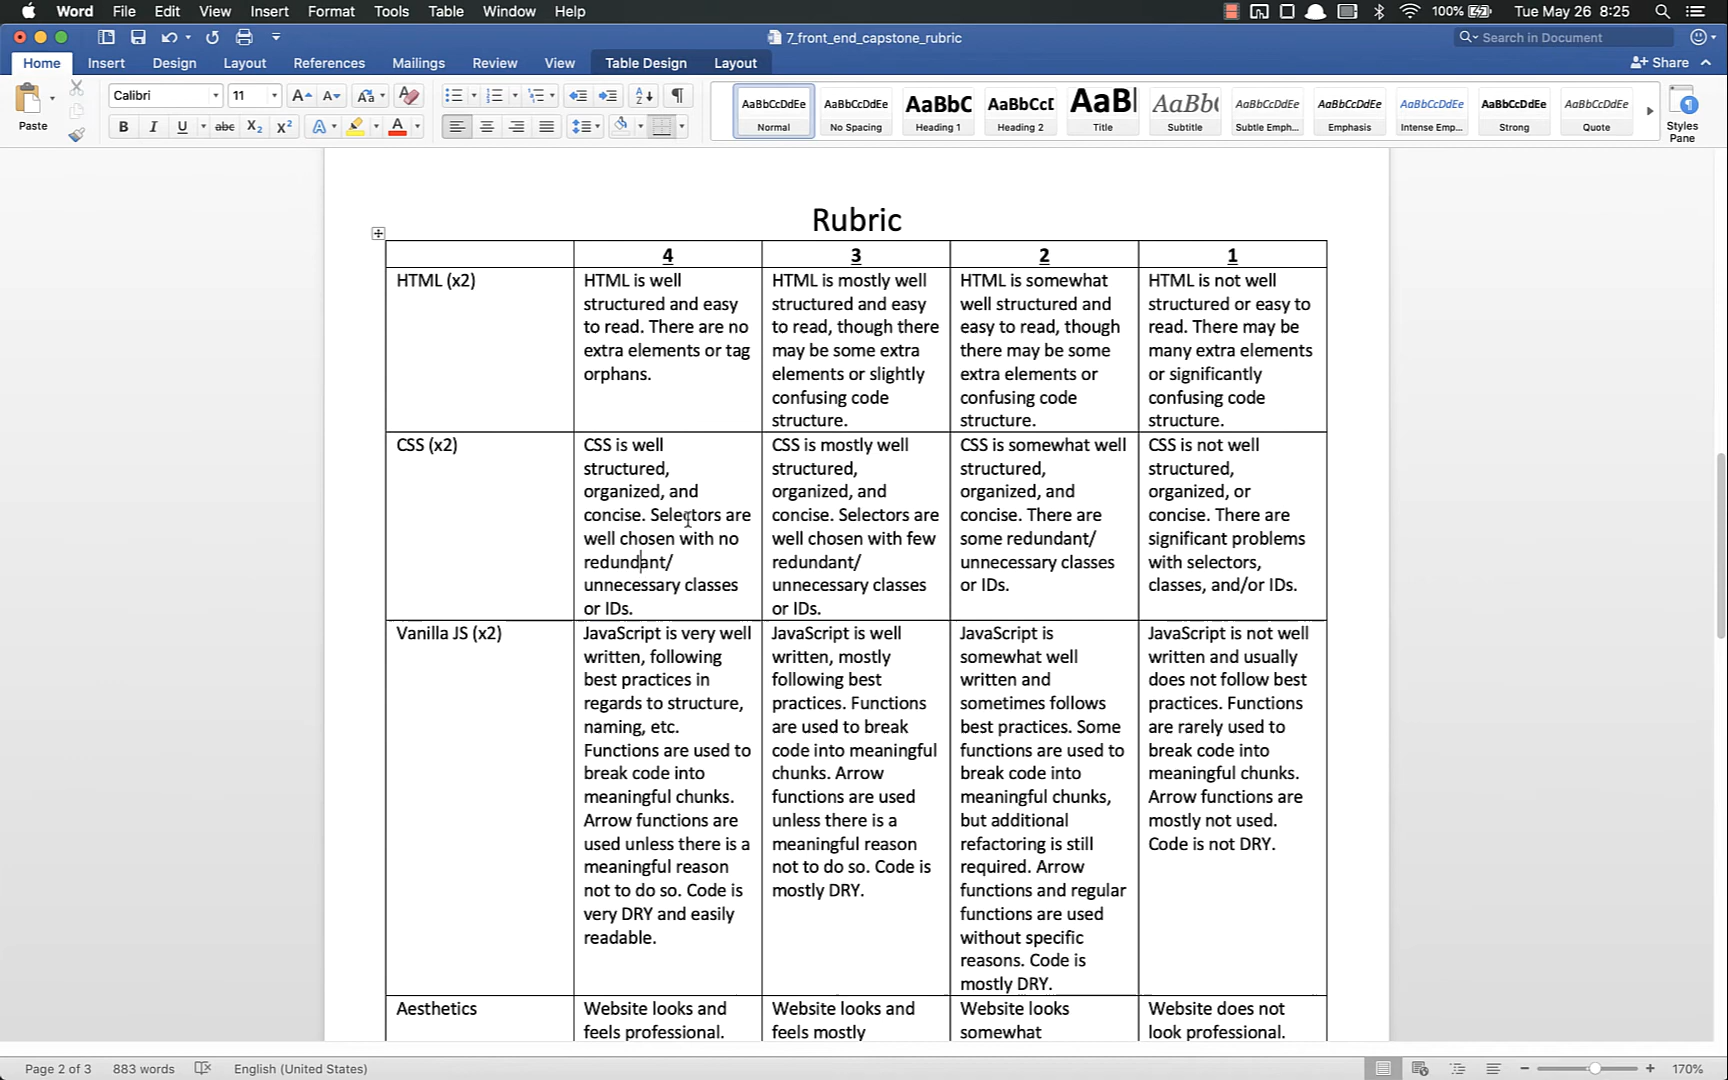 Word File Edit View Insert Format Tools Table Window Help 100% Tue May 26 8:25
7_front_end_capstone_rubric Search in Document
Home Insert Design Layout References Mailings Review View Table Design Layout Share
Paste Calibri 11 AaBbCcDdEe Normal AaBbCcDdEe No Spacing AaBbC Heading 1 AaBbCcD Heading 2 AaB Title AaBbC Subtitle AaBbCcDdEe Subtle Emph... AaBbCcDdEe Emphasis AaBbCcDdEe Intense Emp... AaBbCcDdEe Strong AaBbCcDdEe Quote Styles Pane
B I U abc X₂ X² A A
Rubric
4 3 2 1
HTML (x2)
HTML is well
structured and easy
to read. There are no
extra elements or tag
orphans.
HTML is mostly well
structured and easy
to read, though there
may be some extra
elements or slightly
confusing code
structure.
HTML is somewhat
well structured and
easy to read, though
there may be some
extra elements or
confusing code
structure.
HTML is not well
structured or easy to
read. There may be
many extra elements
or significantly
confusing code
structure.
CSS (x2)
CSS is well
structured,
organized, and
concise. Selectors are
well chosen with no
redundant/
unnecessary classes
or IDs.
CSS is mostly well
structured,
organized, and
concise. Selectors are
well chosen with few
redundant/
unnecessary classes
or IDs.
CSS is somewhat well
structured,
organized, and
concise. There are
some redundant/
unnecessary classes
or IDs.
CSS is not well
structured,
organized, or
concise. There are
significant problems
with selectors,
classes, and/or IDs.
Vanilla JS (x2)
JavaScript is very well
written, following
best practices in
regards to structure,
naming, etc.
Functions are used to
break code into
meaningful chunks.
Arrow functions are
used unless there is a
meaningful reason
not to do so. Code is
very DRY and easily
readable.
JavaScript is well
written, mostly
following best
practices. Functions
are used to break
code into meaningful
chunks. Arrow
functions are used
unless there is a
meaningful reason
not to do so. Code is
mostly DRY.
JavaScript is
somewhat well
written and
sometimes follows
best practices. Some
functions are used to
break code into
meaningful chunks,
but additional
refactoring is still
required. Arrow
functions and regular
functions are used
without specific
reasons. Code is
mostly DRY.
JavaScript is not well
written and usually
does not follow best
practices. Functions
are rarely used to
break code into
meaningful chunks.
Arrow functions are
mostly not used.
Code is not DRY.
Aesthetics
Website looks and
feels professional.
Website looks and
feels mostly
Website looks
somewhat
Website does not
look professional.
Page 2 of 3 883 words English (United States) 170%